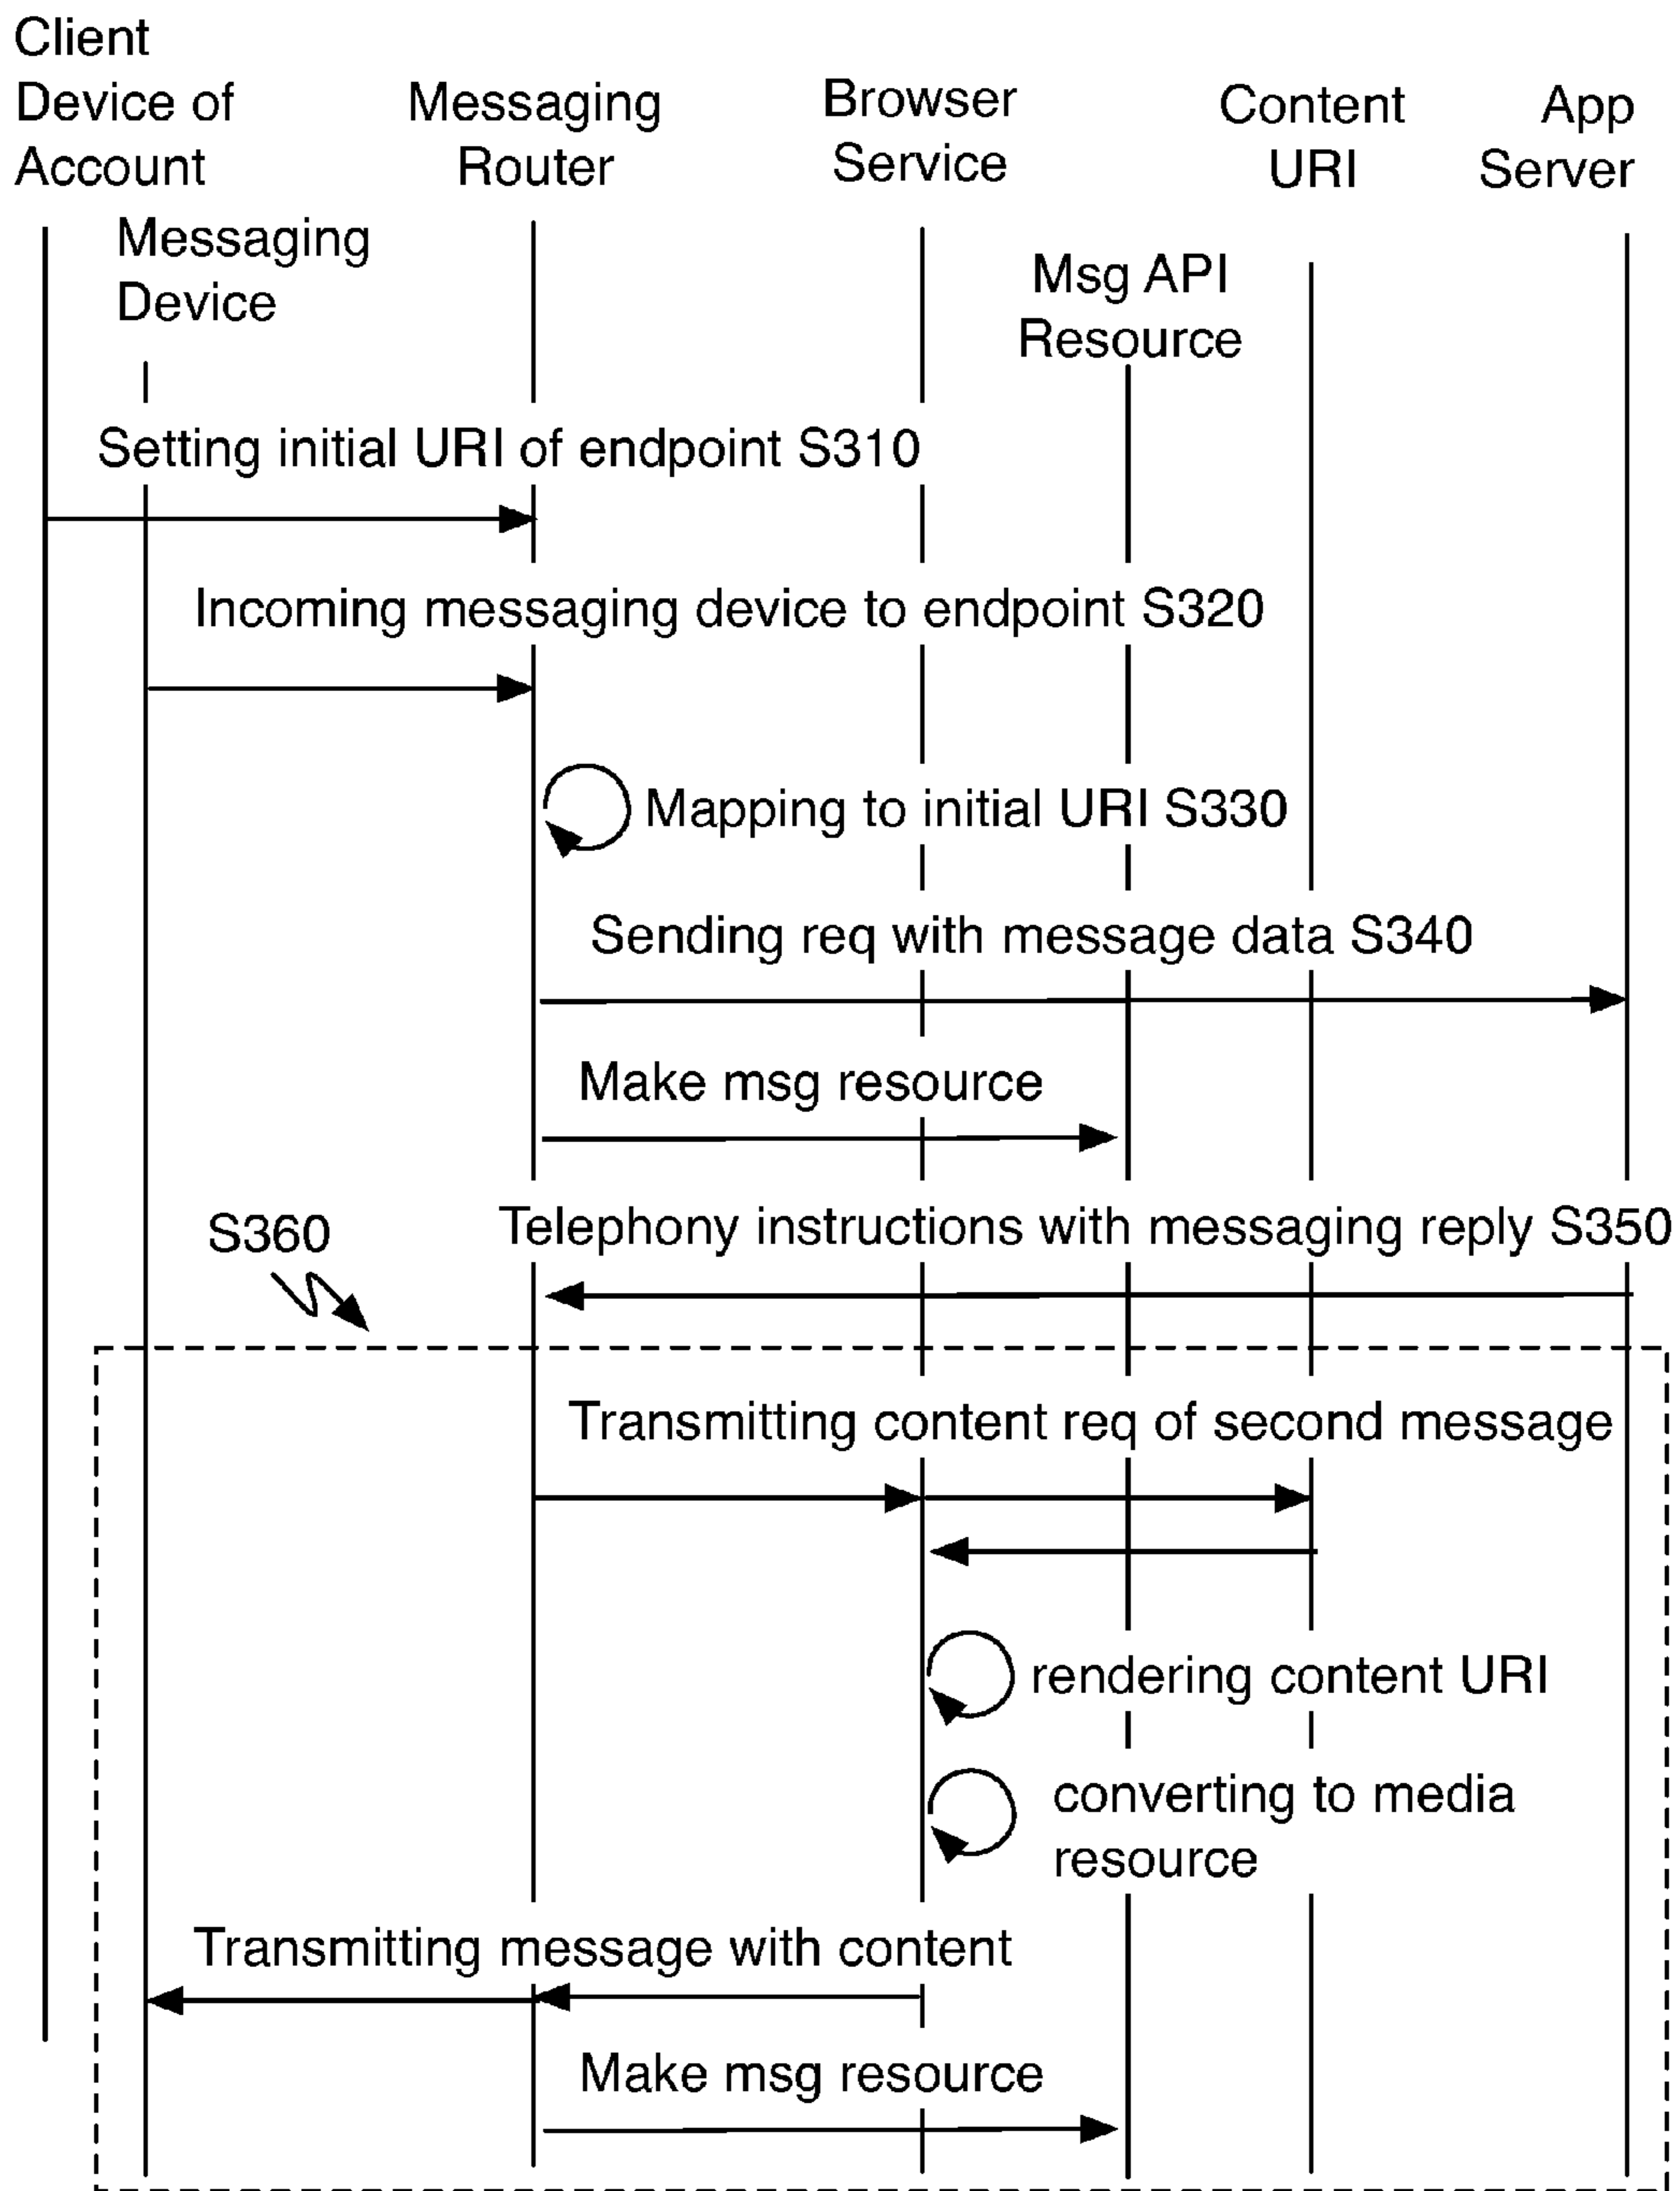 Client
Device of
Account
Messaging
Router
Browser
Service
Content
URI
App
Server
Messaging
Device
Msg API
Resource
Setting initial URI of endpoint S310
Incoming messaging device to endpoint S320
Mapping to initial URI S330
Sending req with message data S340
Make msg resource
S360
Telephony instructions with messaging reply S350
Transmitting content req of second message
rendering content URI
converting to media
resource
Transmitting message with content
Make msg resource